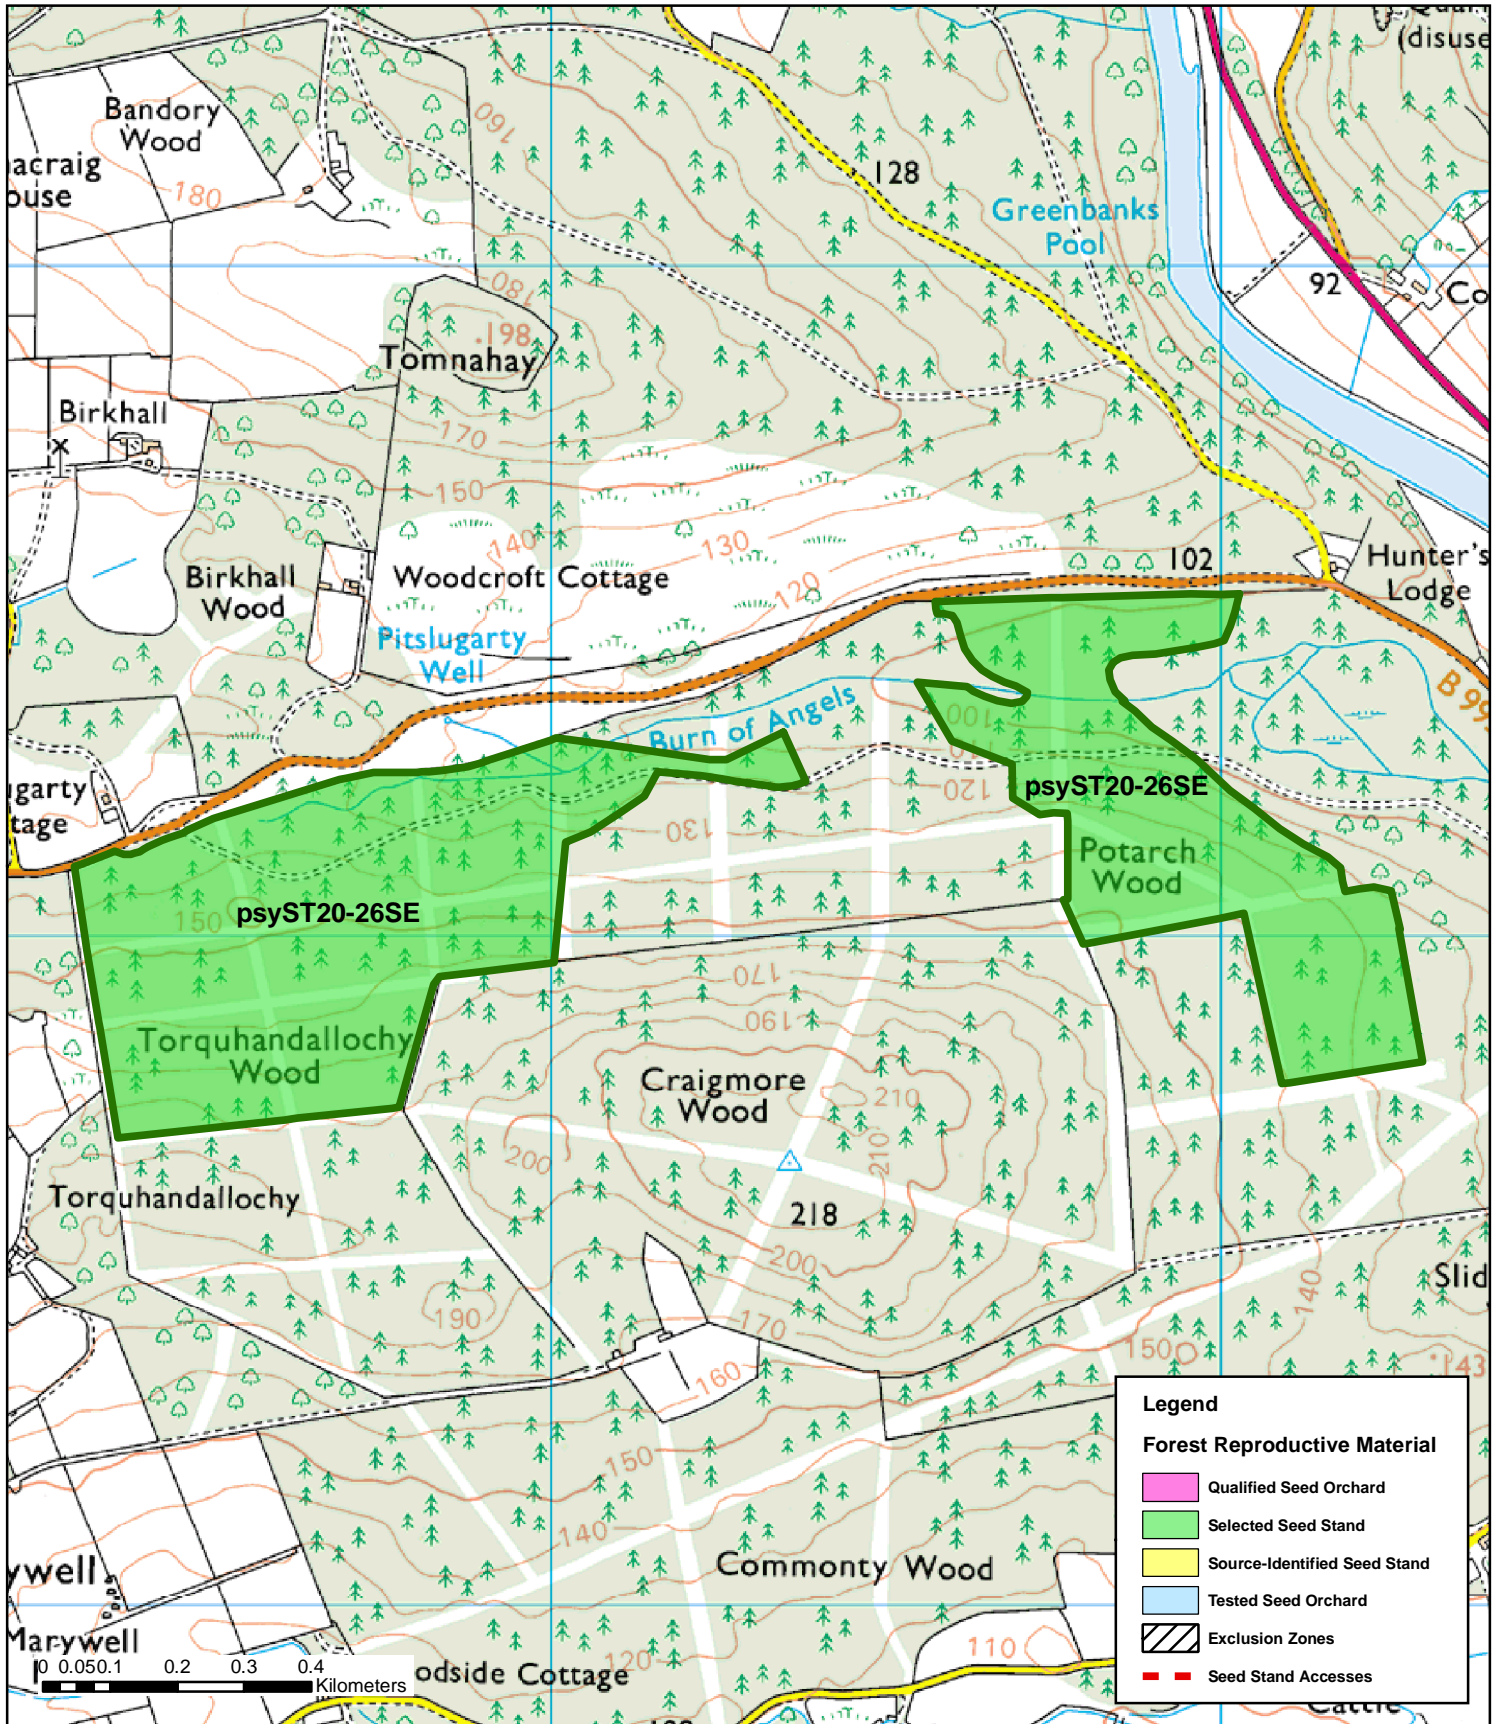 (disuse
Bandory
Wood
160
128
180
Greenbanks
Pool
180
92
Co
198
Tomnahay
Birkhall
170
150
140
130
102
Hunter's
Lodge
Birkhall
Wood
Woodcroft Cottage
120
Pitslugarty
Well
B 99
Burn of Angels
100
psyST20-26SE
120
garty
tage
130
Potarch
Wood
psyST20-26SE
150
170
190
Torquhandallochy
Wood
Craigmore
Wood
210
210
200
Torquhandallochy
218
200
Slid
140
190
170
150
143
160
Legend
Forest Reproductive Material
Qualified Seed Orchard
Selected Seed Stand
Source-Identified Seed Stand
Tested Seed Orchard
Exclusion Zones
Seed Stand Accesses
150
140
Commonty Wood
ywell
Marywell
110
120
odside Cottage
0 0.05 0.1 0.2 0.3 0.4
Kilometers